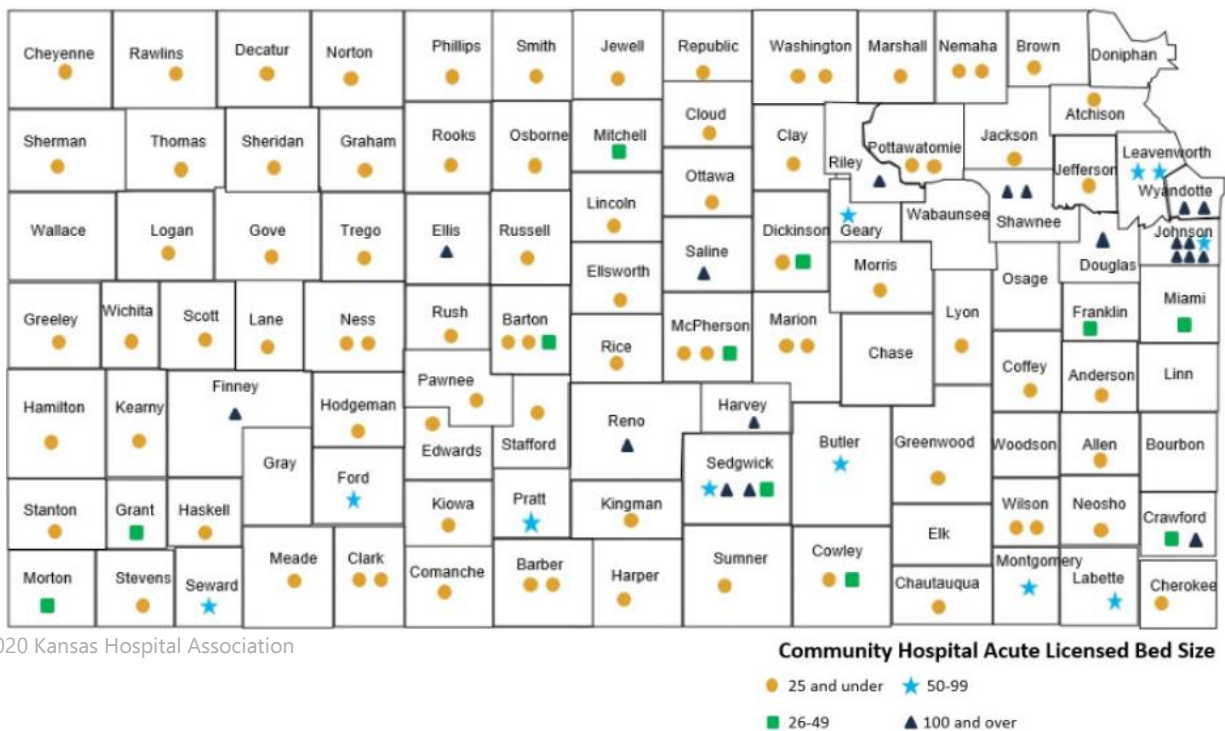 Cheyenne Rawlins Decatur Norton Phillips Smith Jewell Republic Washington Marshall Nemaha Brown Doniphan
Atchison
Sherman Thomas Sheridan Graham Rooks Osborne Mitchell Cloud Clay Riley Pottawatomie Jackson Jefferson Leavenworth
Ottawa
Wyandotte
Lincoln
Wallace Logan Gove Trego Ellis Russell Saline Dickinson Geary Wabaunsee Shawnee Johnson
Ellsworth Morris Osage Douglas
Greeley Wichita Scott Lane Ness Rush Barton Rice McPherson Marion Chase Lyon Franklin Miami
Hamilton Kearny Finney Hodgeman Pawnee Coffey Anderson Linn
Reno Harvey
Gray Edwards Stafford Sedgwick Butler Greenwood Woodson Allen Bourbon
Ford
Stanton Grant Haskell Kiowa Pratt Kingman Wilson Neosho Crawford
Elk
Morton Stevens Seward Meade Clark Comanche Barber Harper Sumner Cowley Chautauqua Montgomery Labette Cherokee
020 Kansas Hospital Association
Community Hospital Acute Licensed Bed Size
25 and under 50-99
26-49 100 and over